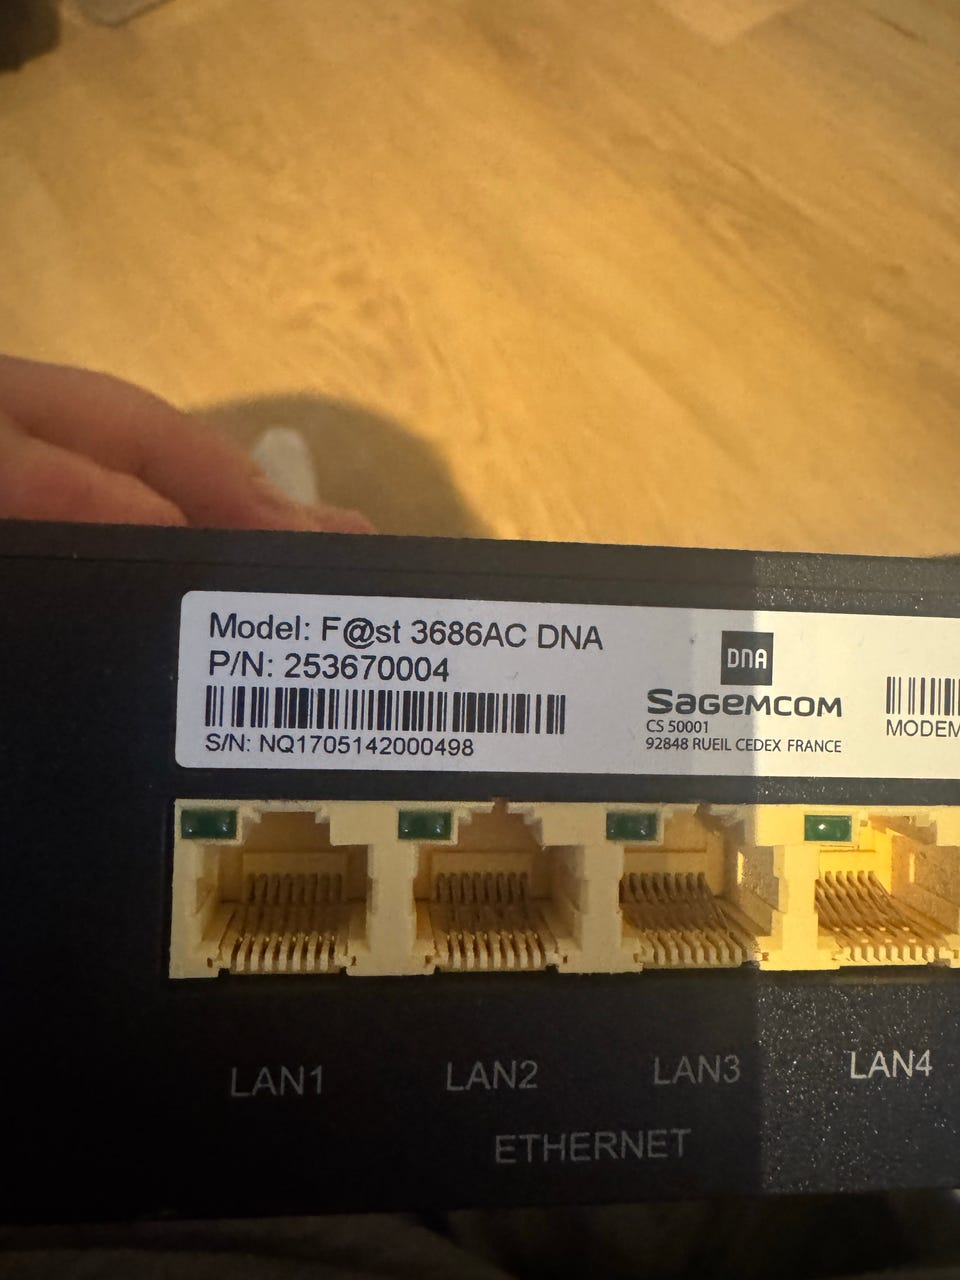 Model: F@st 3686AC DNA
P/N: 253670004
S/N: NQ1705142000498
DNA
SAGEMCOM
CS 50001
92848 RUEIL CEDEX FRANCE
MODEM
LAN1
LAN2
LAN3
LAN4
ETHERNET